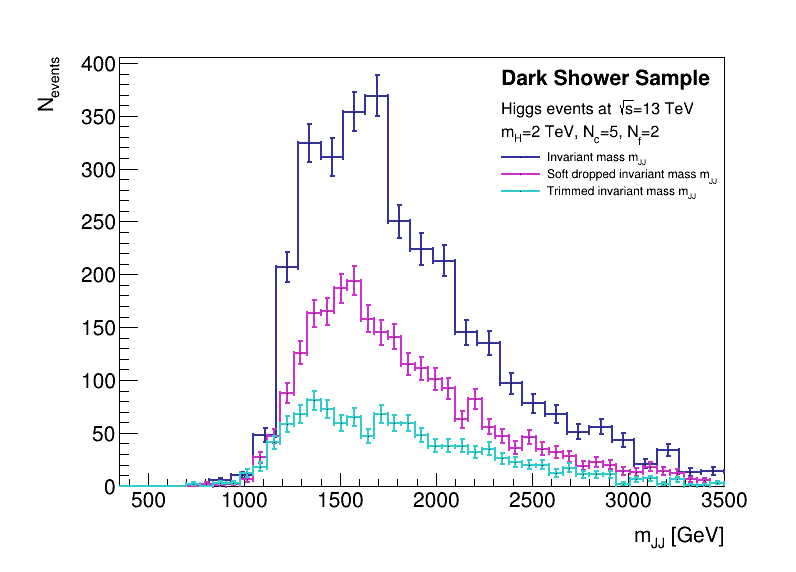 N_events
400
350
300
250
200
150
100
50
0
Dark Shower Sample
Higgs events at √s=13 TeV
m_H=2 TeV, N_c=5, N_f=2
Invariant mass m_JJ
Soft dropped invariant mass m_JJ
Trimmed invariant mass m_JJ
500 1000 1500 2000 2500 3000 3500
m_JJ [GeV]